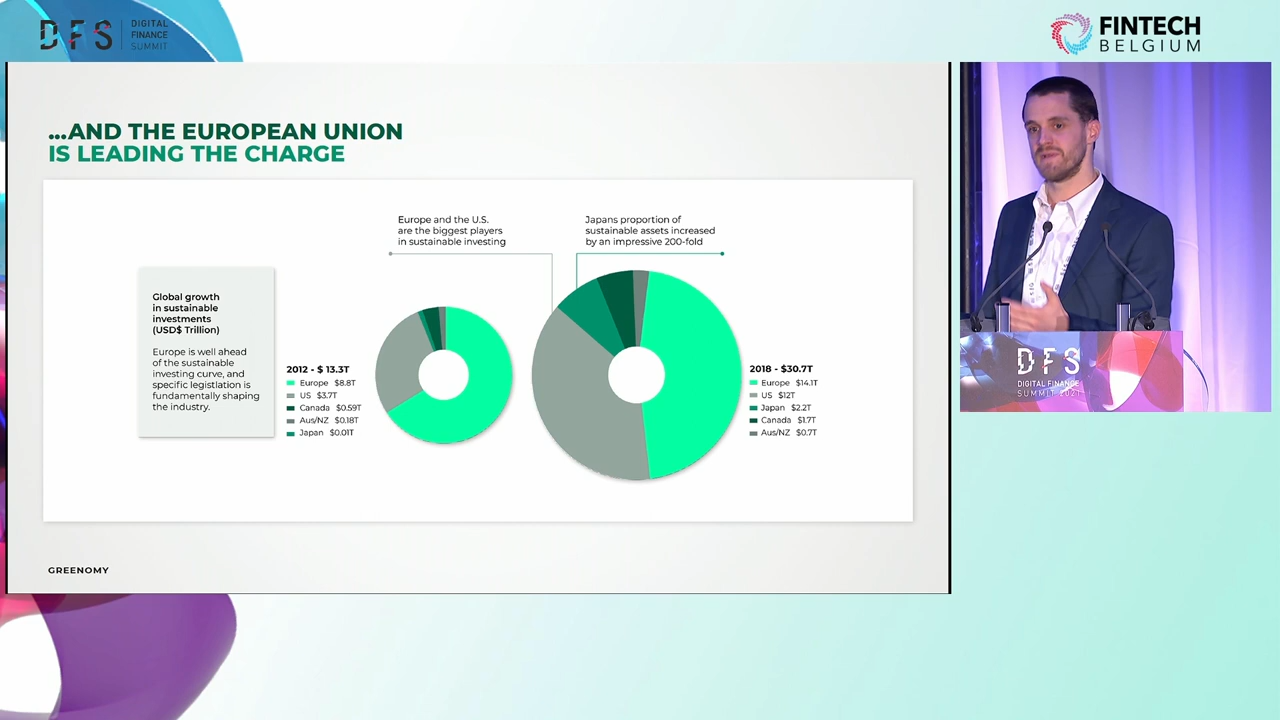 DFS
DIGITAL
FINANCE
SUMMIT
FINTECH
BELGIUM
...AND THE EUROPEAN UNION
IS LEADING THE CHARGE
Europe and the U.S.
are the biggest players
in sustainable investing
Japans proportion of
sustainable assets increased
by an impressive 200-fold
Global growth
in sustainable
investments
(USD$ Trillion)
Europe is well ahead
of the sustainable
investing curve, and
specific legislation is
fundamentally shaping
the industry.
2012 - $ 13.3T
Europe $8.8T
US $3.7T
Canada $0.59T
Aus/NZ $0.18T
Japan $0.01T
2018 - $30.7T
Europe $14.1T
US $12T
Japan $2.2T
Canada $1.7T
Aus/NZ $0.7T
GREENOMY
DFS
DIGITAL FINANCE
SUMMIT 2021